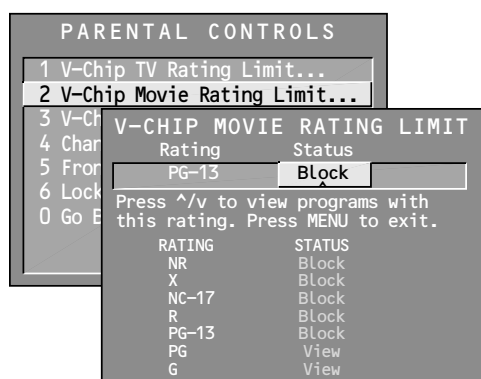 PARENTAL CONTROLS
1 V-Chip TV Rating Limit...
2 V-Chip Movie Rating Limit...
3 V-Ch
4 Chan
5 Fron
6 Lock
0 Go B
V-CHIP MOVIE RATING LIMIT
Rating Status
PG-13 Block
Press ^/v to view programs with
this rating. Press MENU to exit.
RATING STATUS
NR Block
X Block
NC-17 Block
R Block
PG-13 Block
PG View
G View